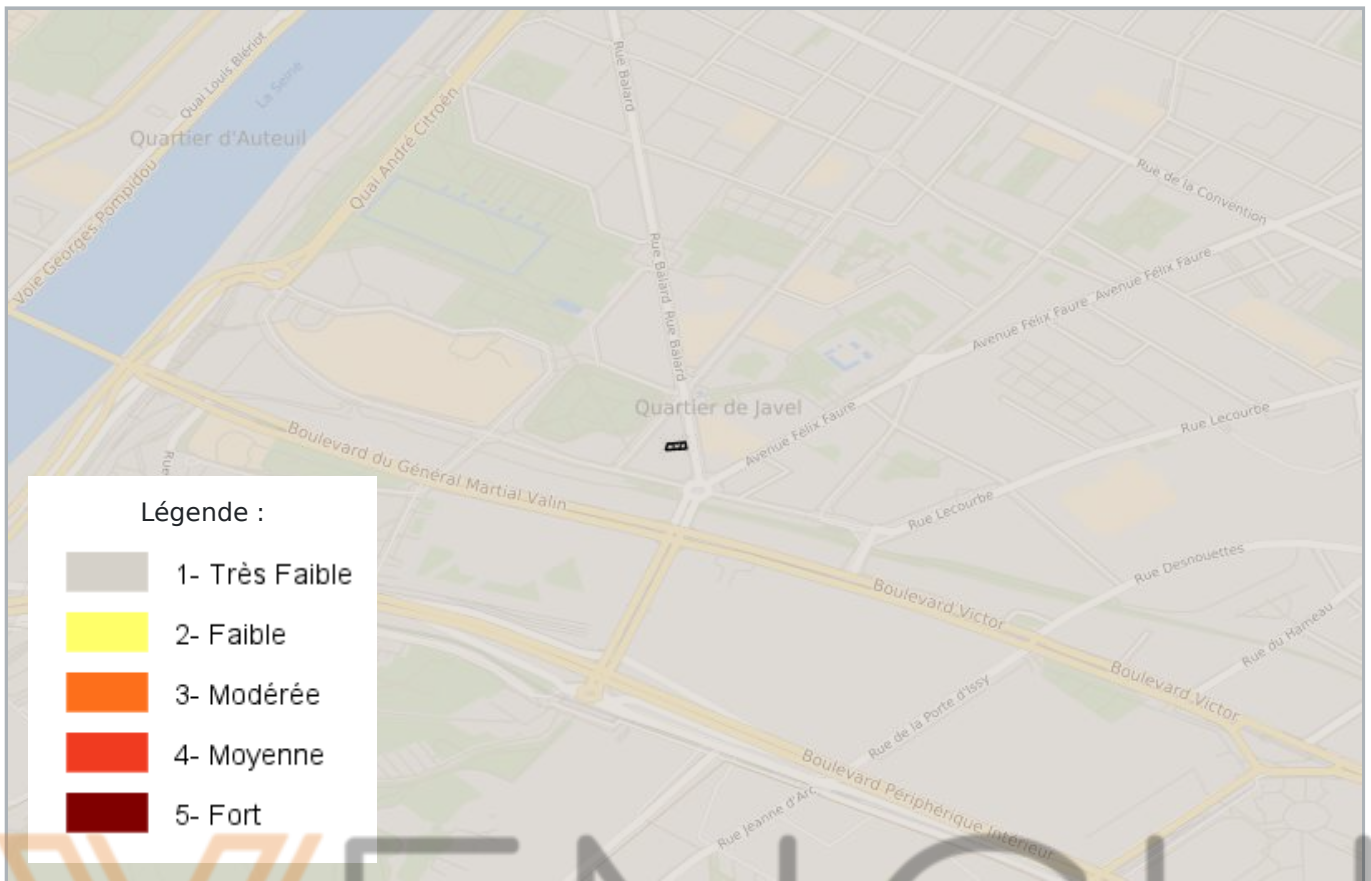 Rue Balard
Quai Louis Blériot
La Seine
Quartier d'Auteuil
Quai André Citroën
Voie Georges Pompidou
Rue de la Convention
Rue Balard Rue Balard
Avenue Félix Faure Avenue Félix Faure
Quartier de Javel
Avenue Félix Faure
Rue Lecourbe
Boulevard du Général Martial Valin
Rue
Rue Lecourbe
Rue Desnouettes
Boulevard Victor
Rue du Hameau
Boulevard Victor
Rue de la Porte d'Issy
Boulevard Périphérique Intérieur
Rue Jeanne d'Arc
Légende :
1- Très Faible
2- Faible
3- Modérée
4- Moyenne
5- Fort